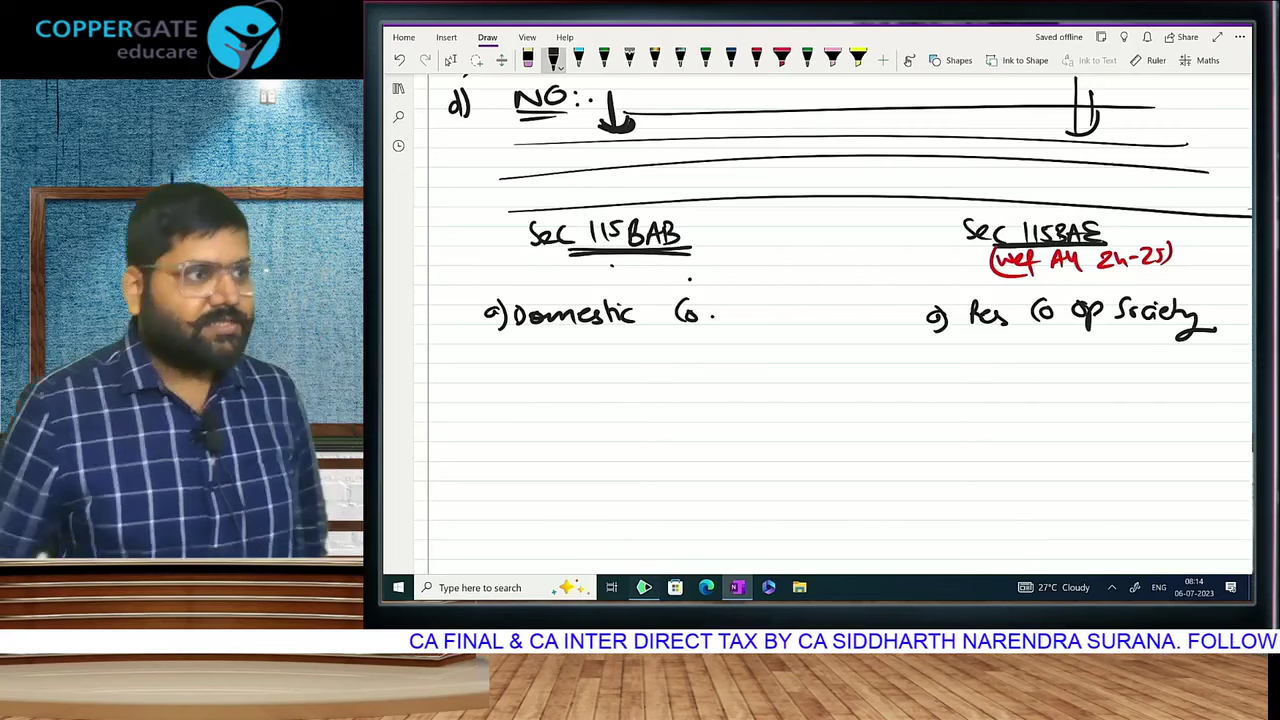 COPPERGATE
educare
Home Insert Draw View Help
Saved offline
Share
Shapes
Ink to Shape
Ink to Text
Ruler
Maths
d) NO:-
Sec 115BAB
Sec 115BAE
(wef AY 24-25)
a) Domestic Co.
a) Res Co Op Society
Type here to search
27°C Cloudy
ENG
08:14
06-07-2023
CA FINAL & CA INTER DIRECT TAX BY CA SIDDHARTH NARENDRA SURANA. FOLLOW